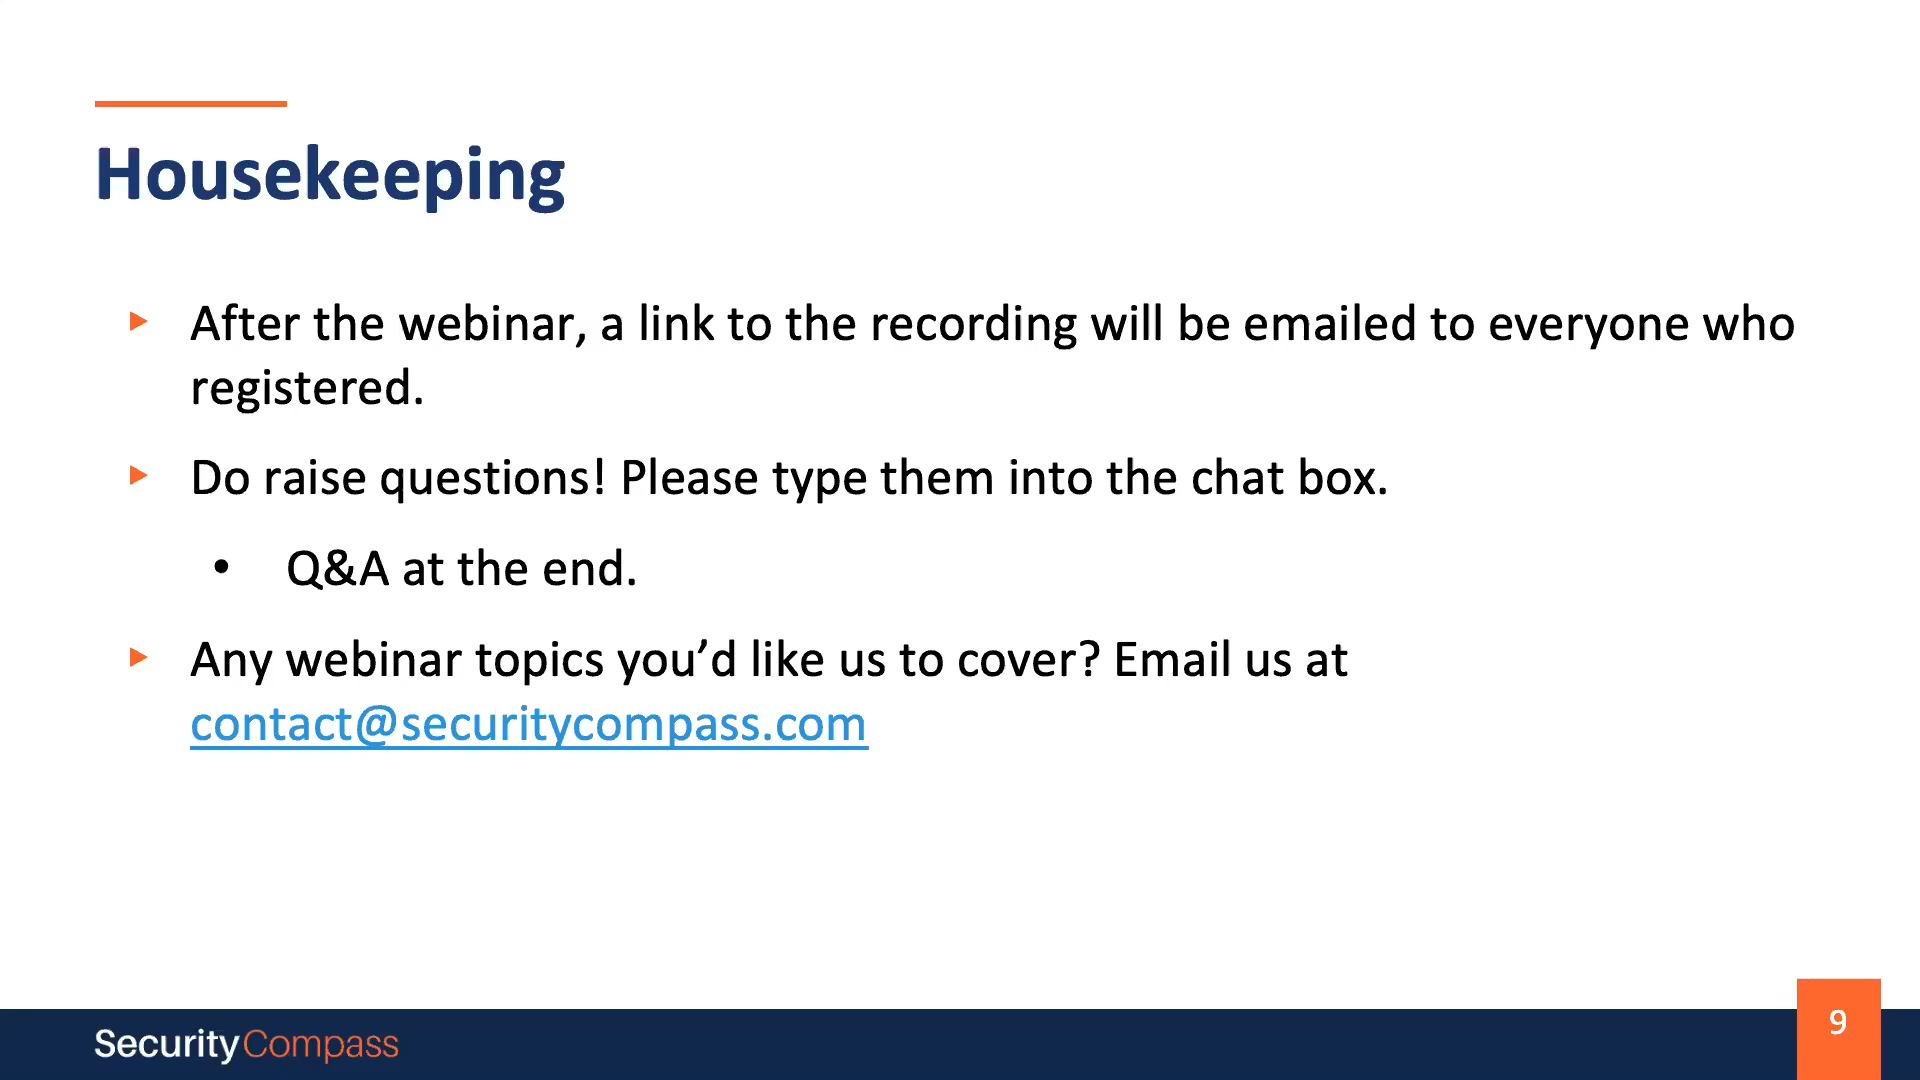 Housekeeping
After the webinar, a link to the recording will be emailed to everyone who
registered.
Do raise questions! Please type them into the chat box.
• Q&A at the end.
Any webinar topics you’d like us to cover? Email us at
contact@securitycompass.com
SecurityCompass
9